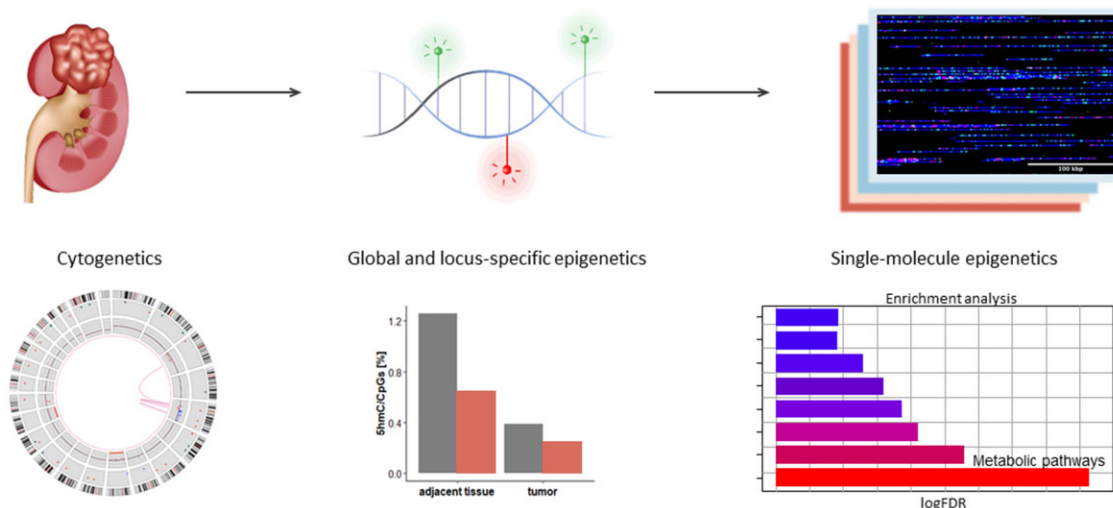 100 kbp
Cytogenetics
Global and locus-specific epigenetics
Single-molecule epigenetics
5hmC/CpGs [%]
1.2
0.8
0.4
0.0
adjacent tissue
tumor
Enrichment analysis
Metabolic pathways
logFDR